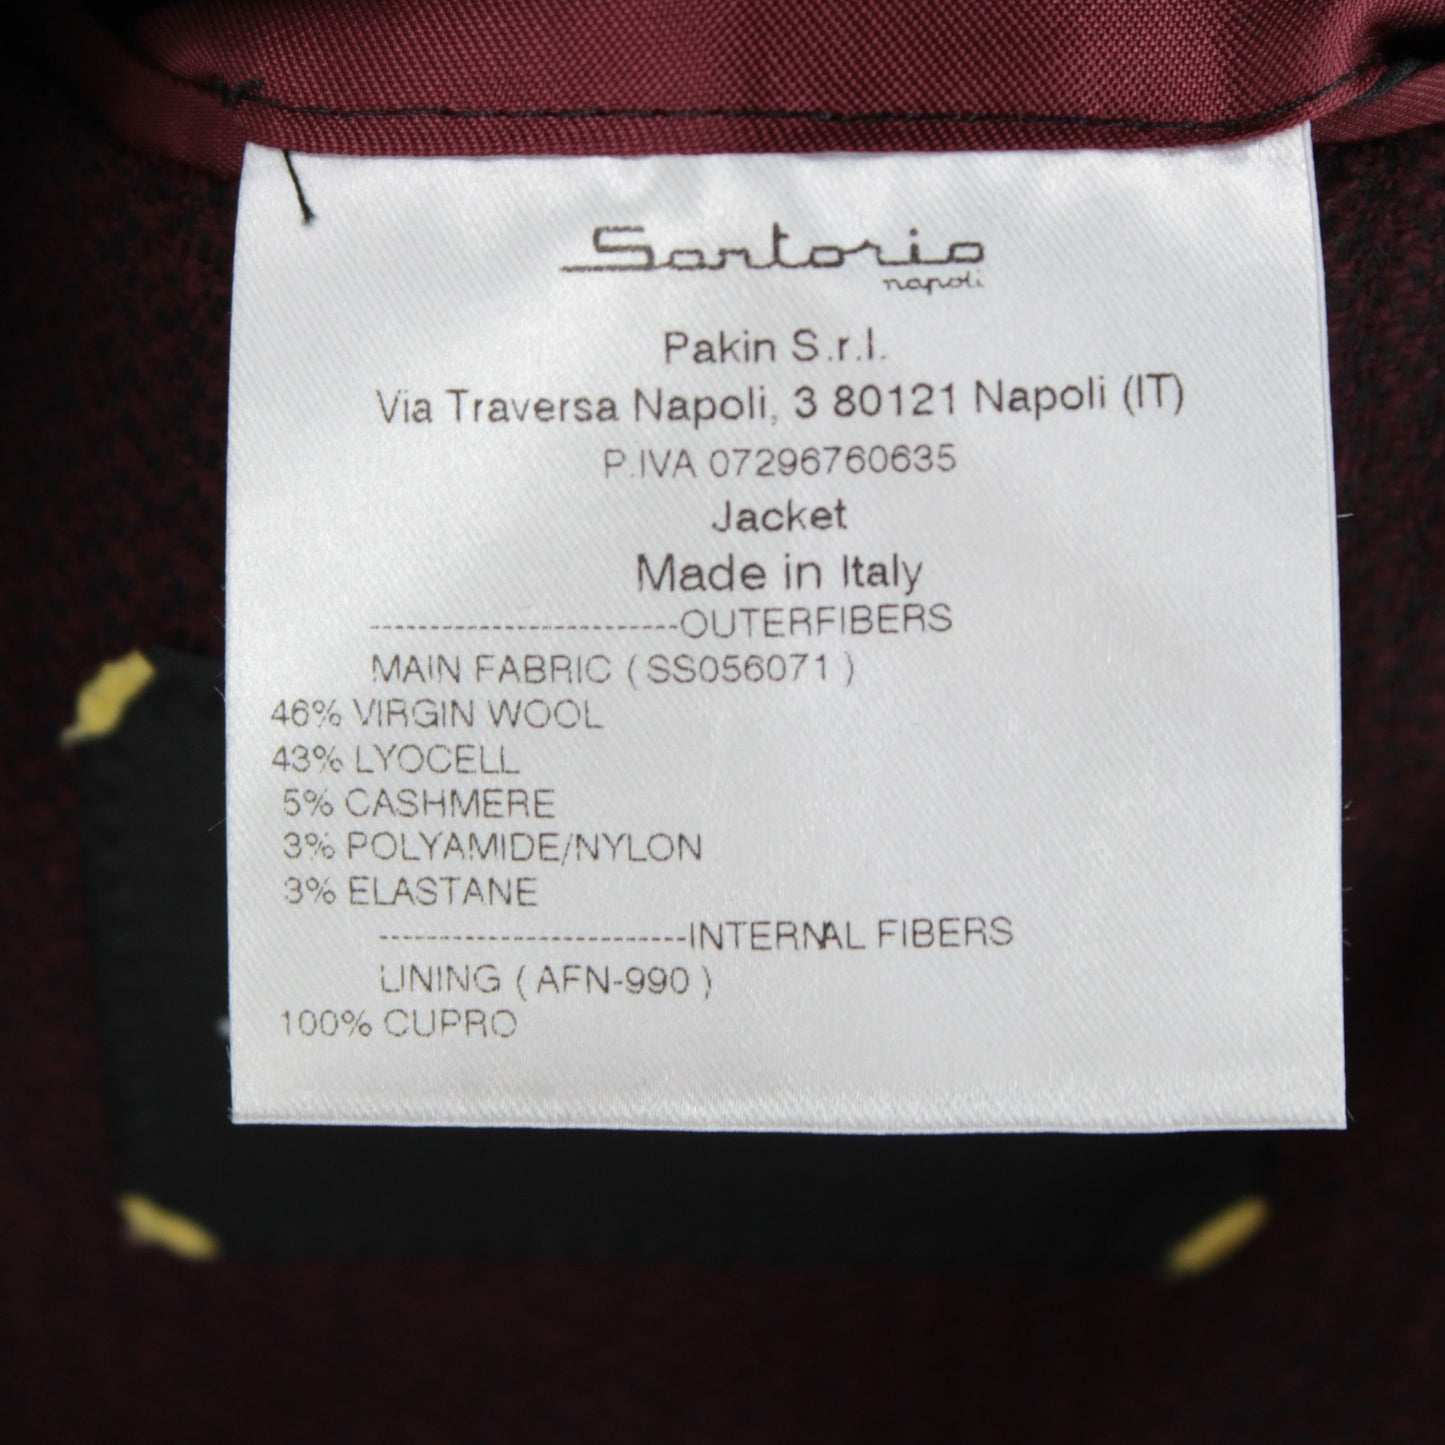 Sartorio
napoli
Pakin S.r.l.
Via Traversa Napoli, 3 80121 Napoli (IT)
P.IVA 07296760635
Jacket
Made in Italy
-------------------------OUTERFIBERS
MAIN FABRIC ( SS056071 )
46% VIRGIN WOOL
43% LYOCELL
5% CASHMERE
3% POLYAMIDE/NYLON
3% ELASTANE
-------------------------INTERNAL FIBERS
LINING ( AFN-990 )
100% CUPRO